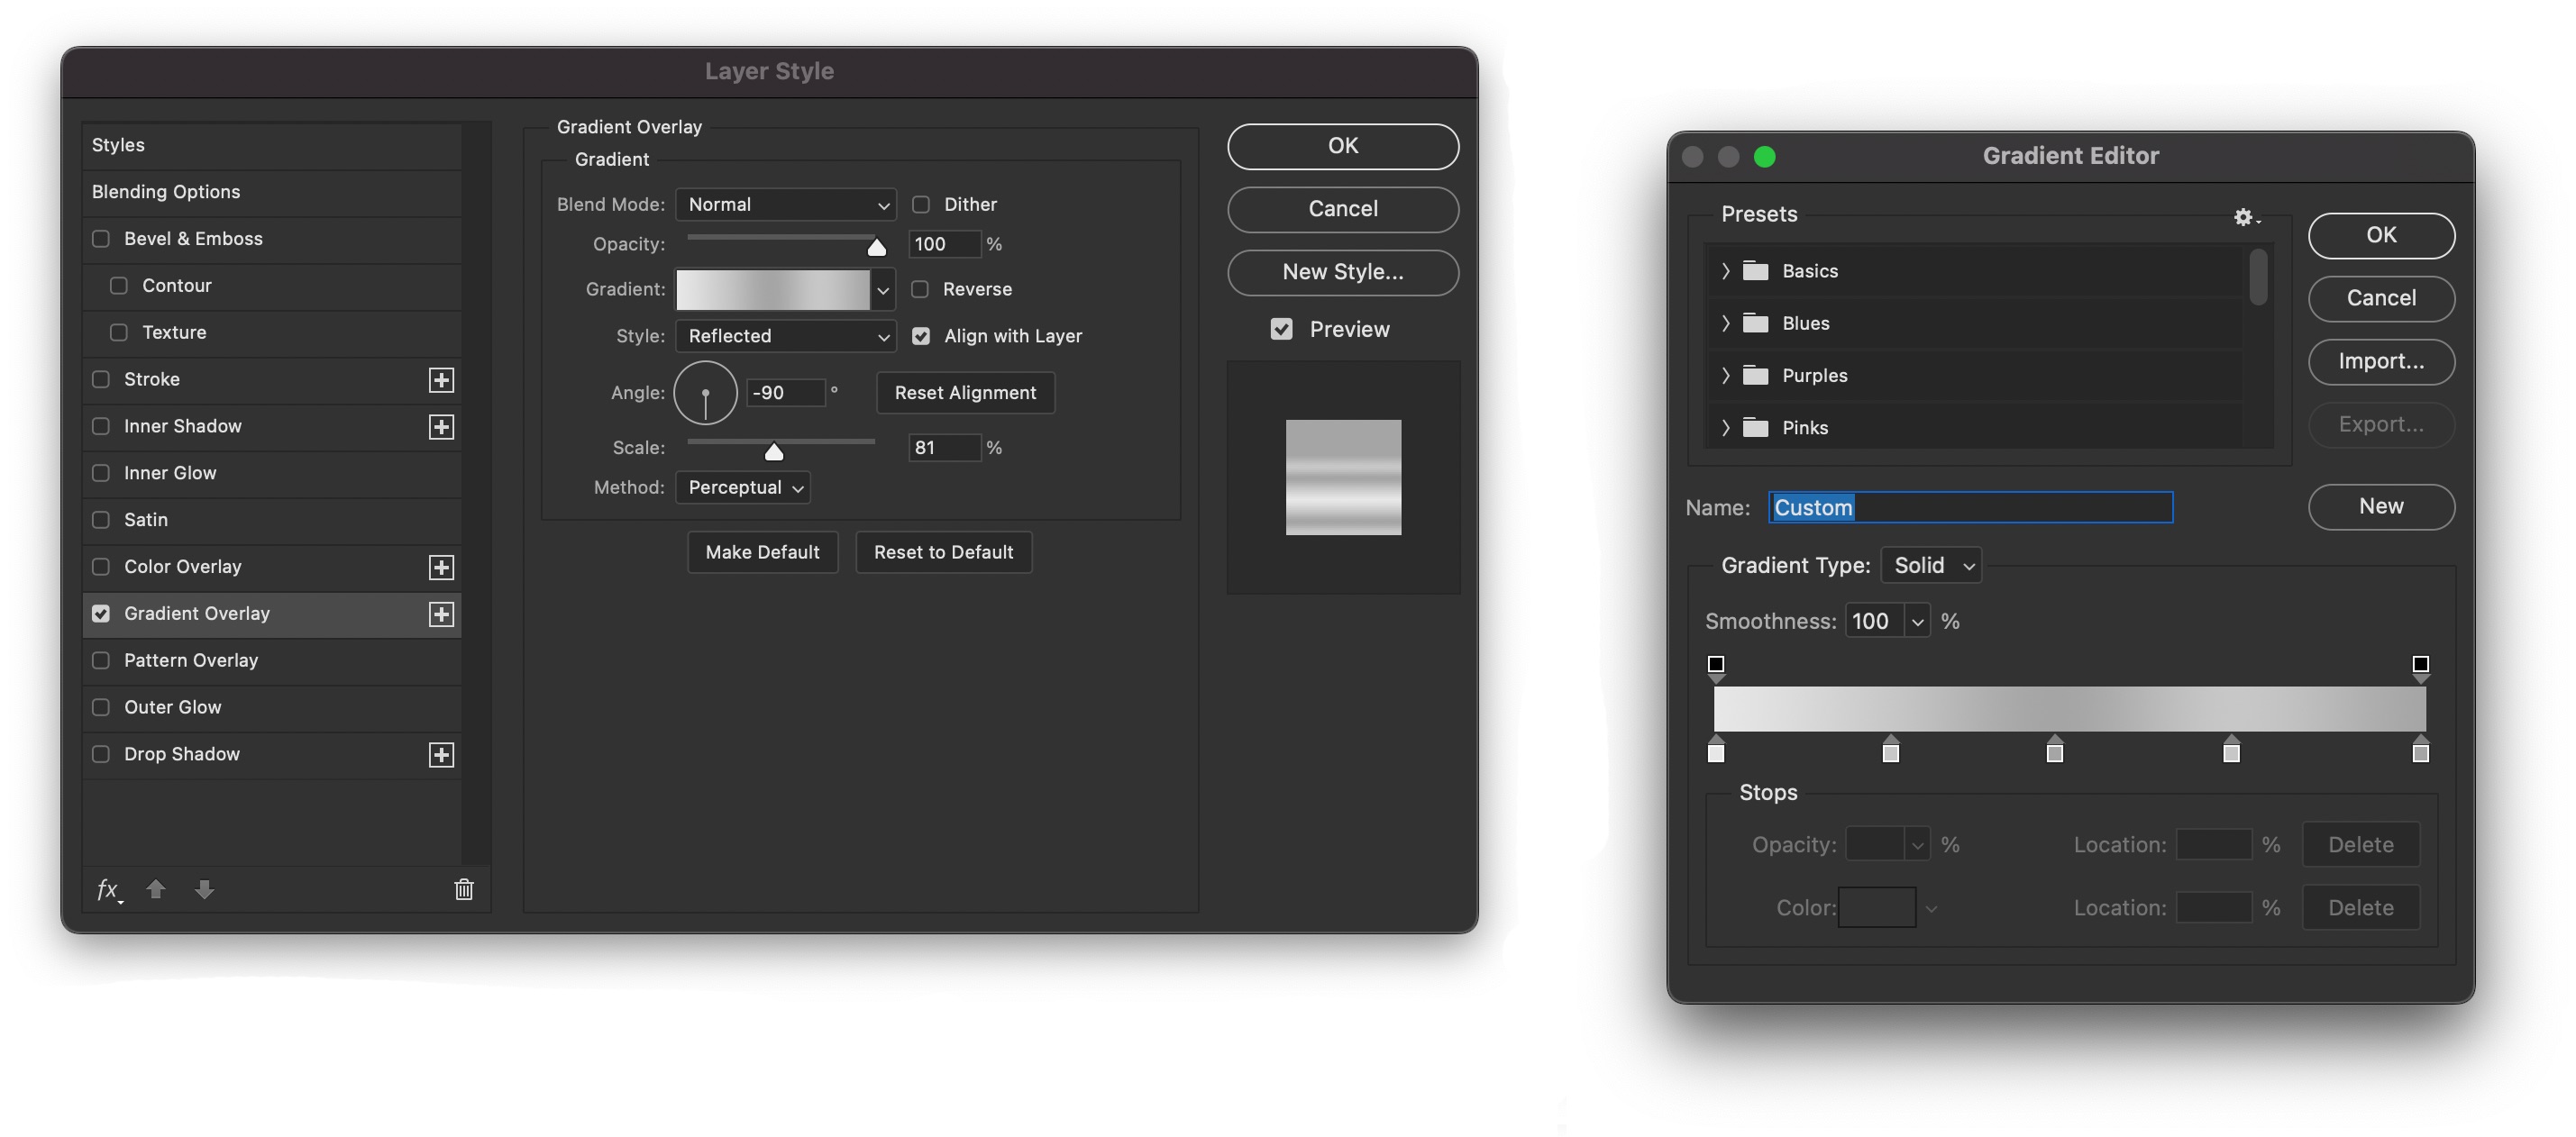 Layer Style
Styles
Blending Options
Bevel & Emboss
Contour
Texture
Stroke
Inner Shadow
Inner Glow
Satin
Color Overlay
Gradient Overlay
Pattern Overlay
Outer Glow
Drop Shadow
fx
Gradient Overlay
Gradient
Blend Mode: Normal Dither
Opacity: 100 %
Gradient: Reverse
Style: Reflected Align with Layer
Angle: -90 ° Reset Alignment
Scale: 81 %
Method: Perceptual
Make Default Reset to Default
OK
Cancel
New Style...
Preview
Gradient Editor
Presets
Basics
Blues
Purples
Pinks
OK
Cancel
Import...
Export...
Name: Custom
New
Gradient Type: Solid
Smoothness: 100 %
Stops
Opacity: % Location: % Delete
Color: Location: % Delete